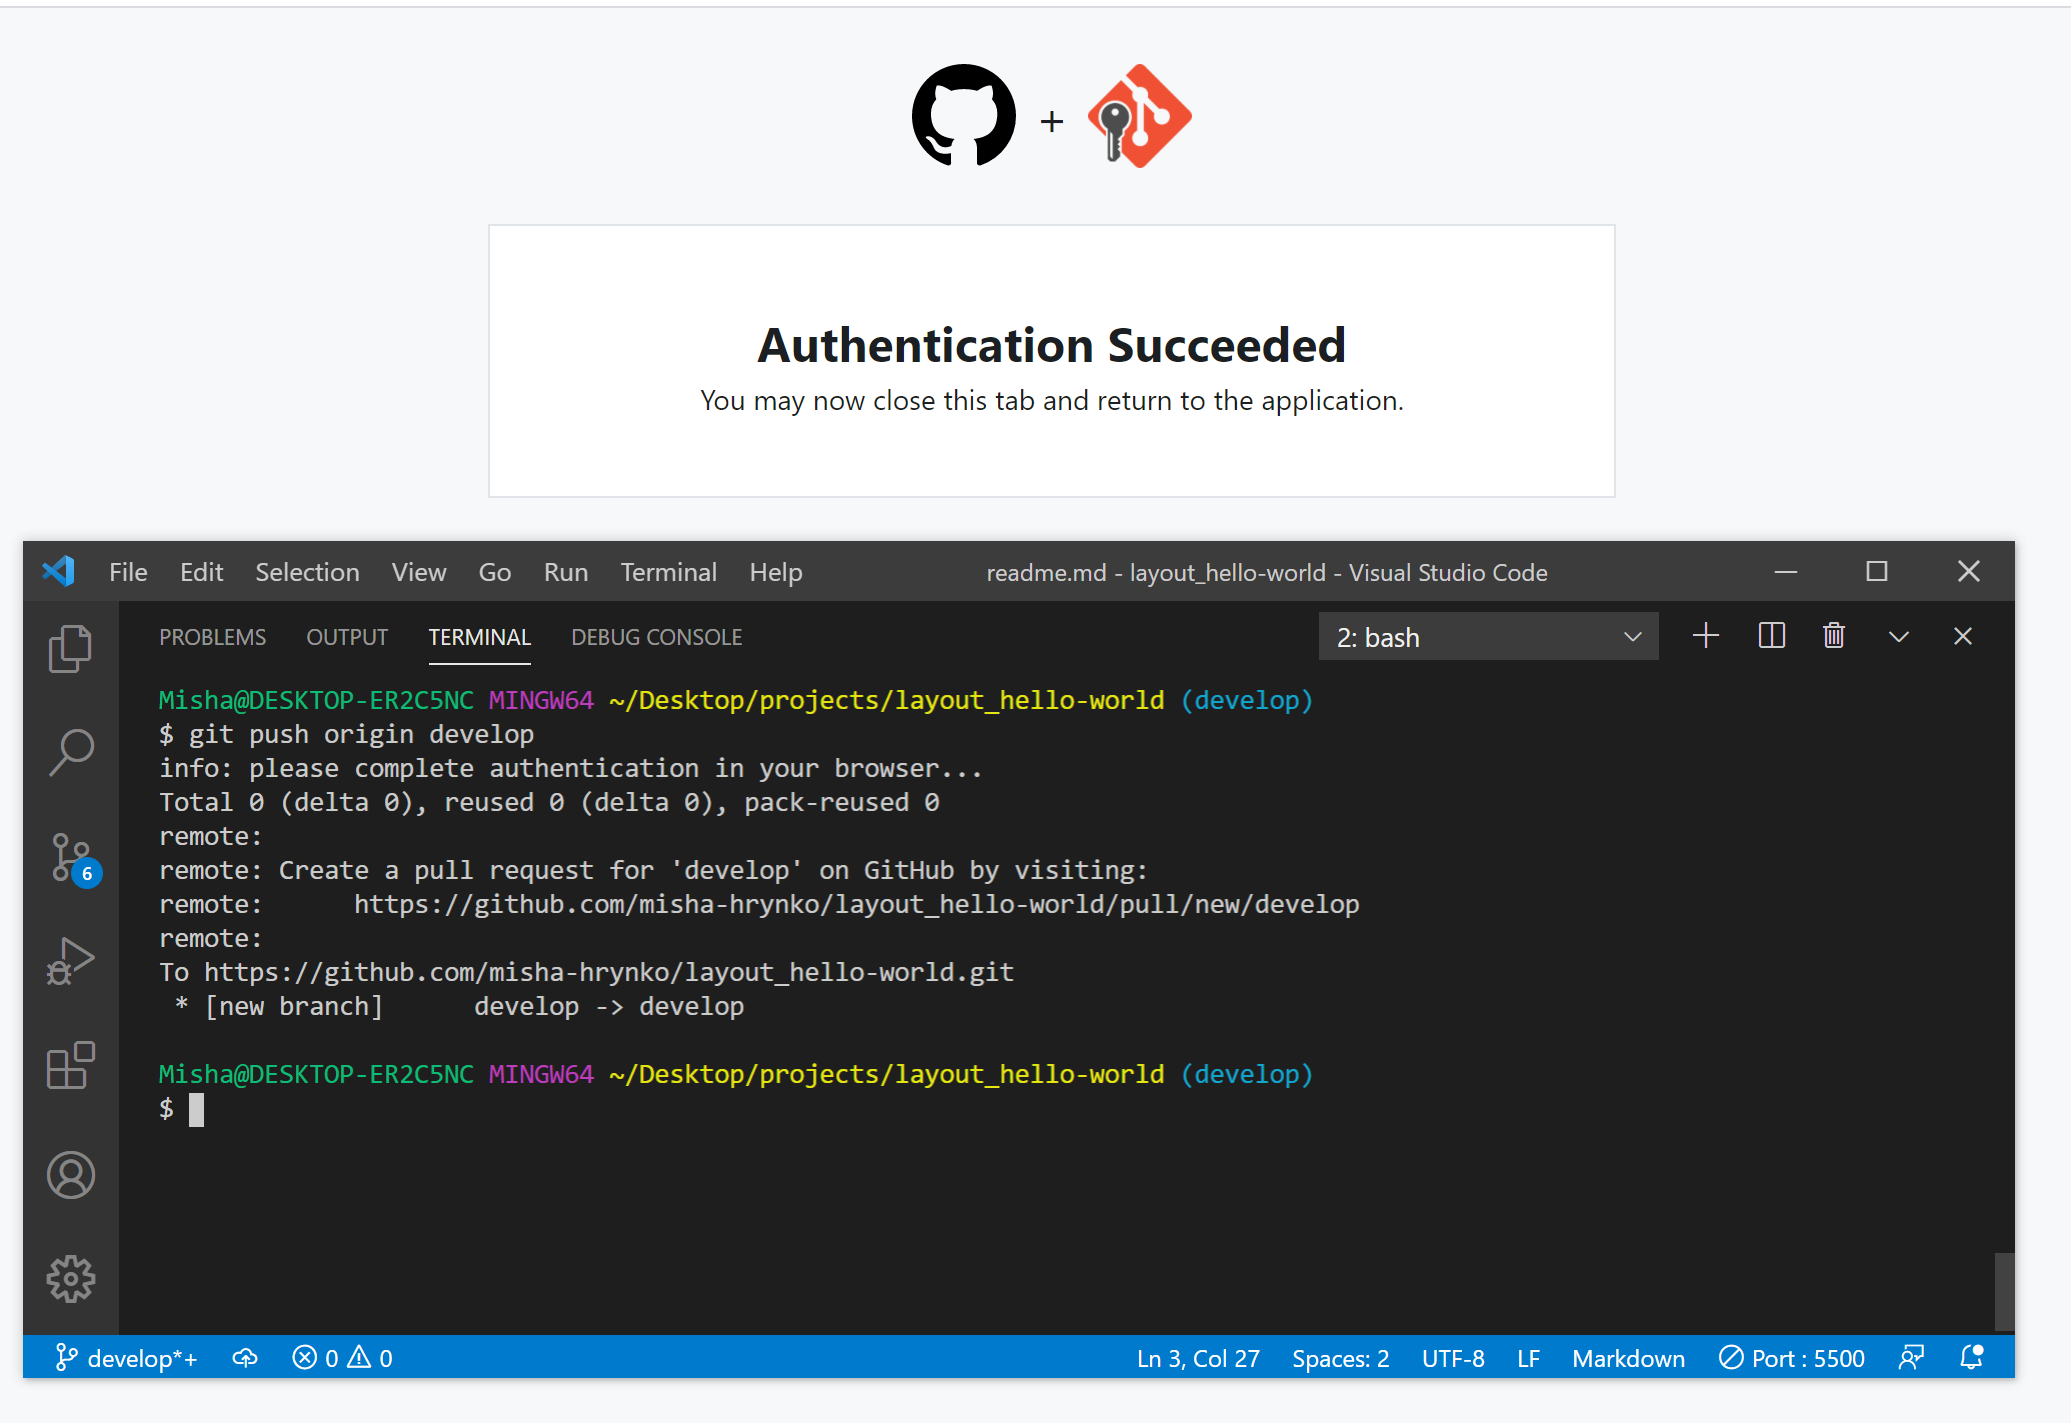 +
Authentication Succeeded
You may now close this tab and return to the application.
File Edit Selection View Go Run Terminal Help readme.md - layout_hello-world - Visual Studio Code
PROBLEMS OUTPUT TERMINAL DEBUG CONSOLE 2: bash
Misha@DESKTOP-ER2C5NC MINGW64 ~/Desktop/projects/layout_hello-world (develop)
$ git push origin develop
info: please complete authentication in your browser...
Total 0 (delta 0), reused 0 (delta 0), pack-reused 0
remote:
remote: Create a pull request for 'develop' on GitHub by visiting:
remote:      https://github.com/misha-hrynko/layout_hello-world/pull/new/develop
remote:
To https://github.com/misha-hrynko/layout_hello-world.git
 * [new branch]      develop -> develop
Misha@DESKTOP-ER2C5NC MINGW64 ~/Desktop/projects/layout_hello-world (develop)
$
6
develop*+ 0 0 Ln 3, Col 27 Spaces: 2 UTF-8 LF Markdown Port : 5500